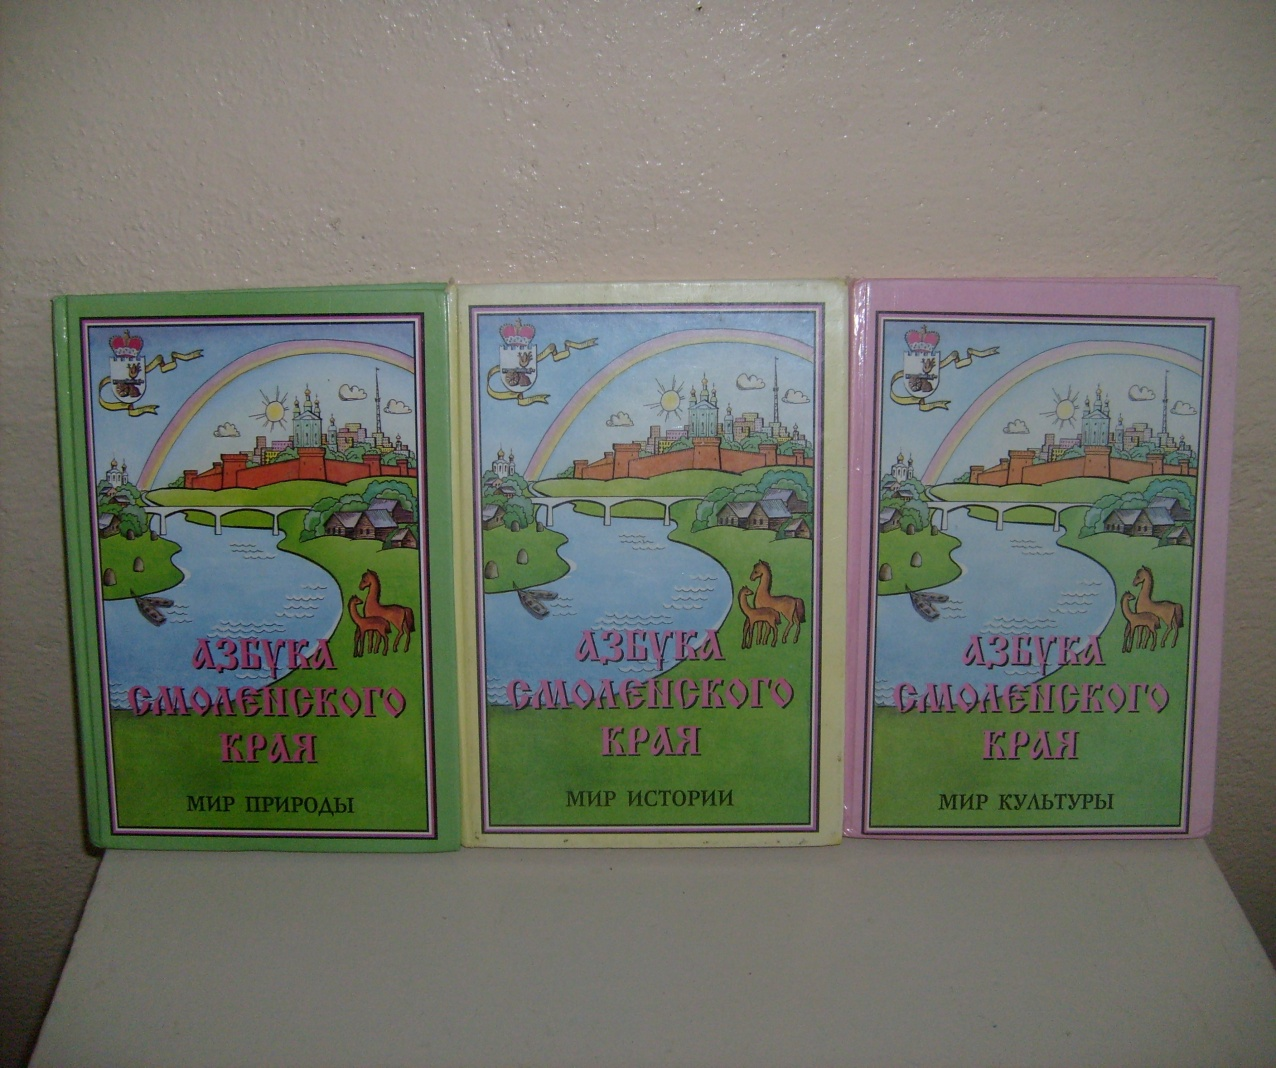 АЗБУКА
СМОЛЕНСКОГО
КРАЯ
МИР ПРИРОДЫ
АЗБУКА
СМОЛЕНСКОГО
КРАЯ
МИР ИСТОРИИ
АЗБУКА
СМОЛЕНСКОГО
КРАЯ
МИР КУЛЬТУРЫ